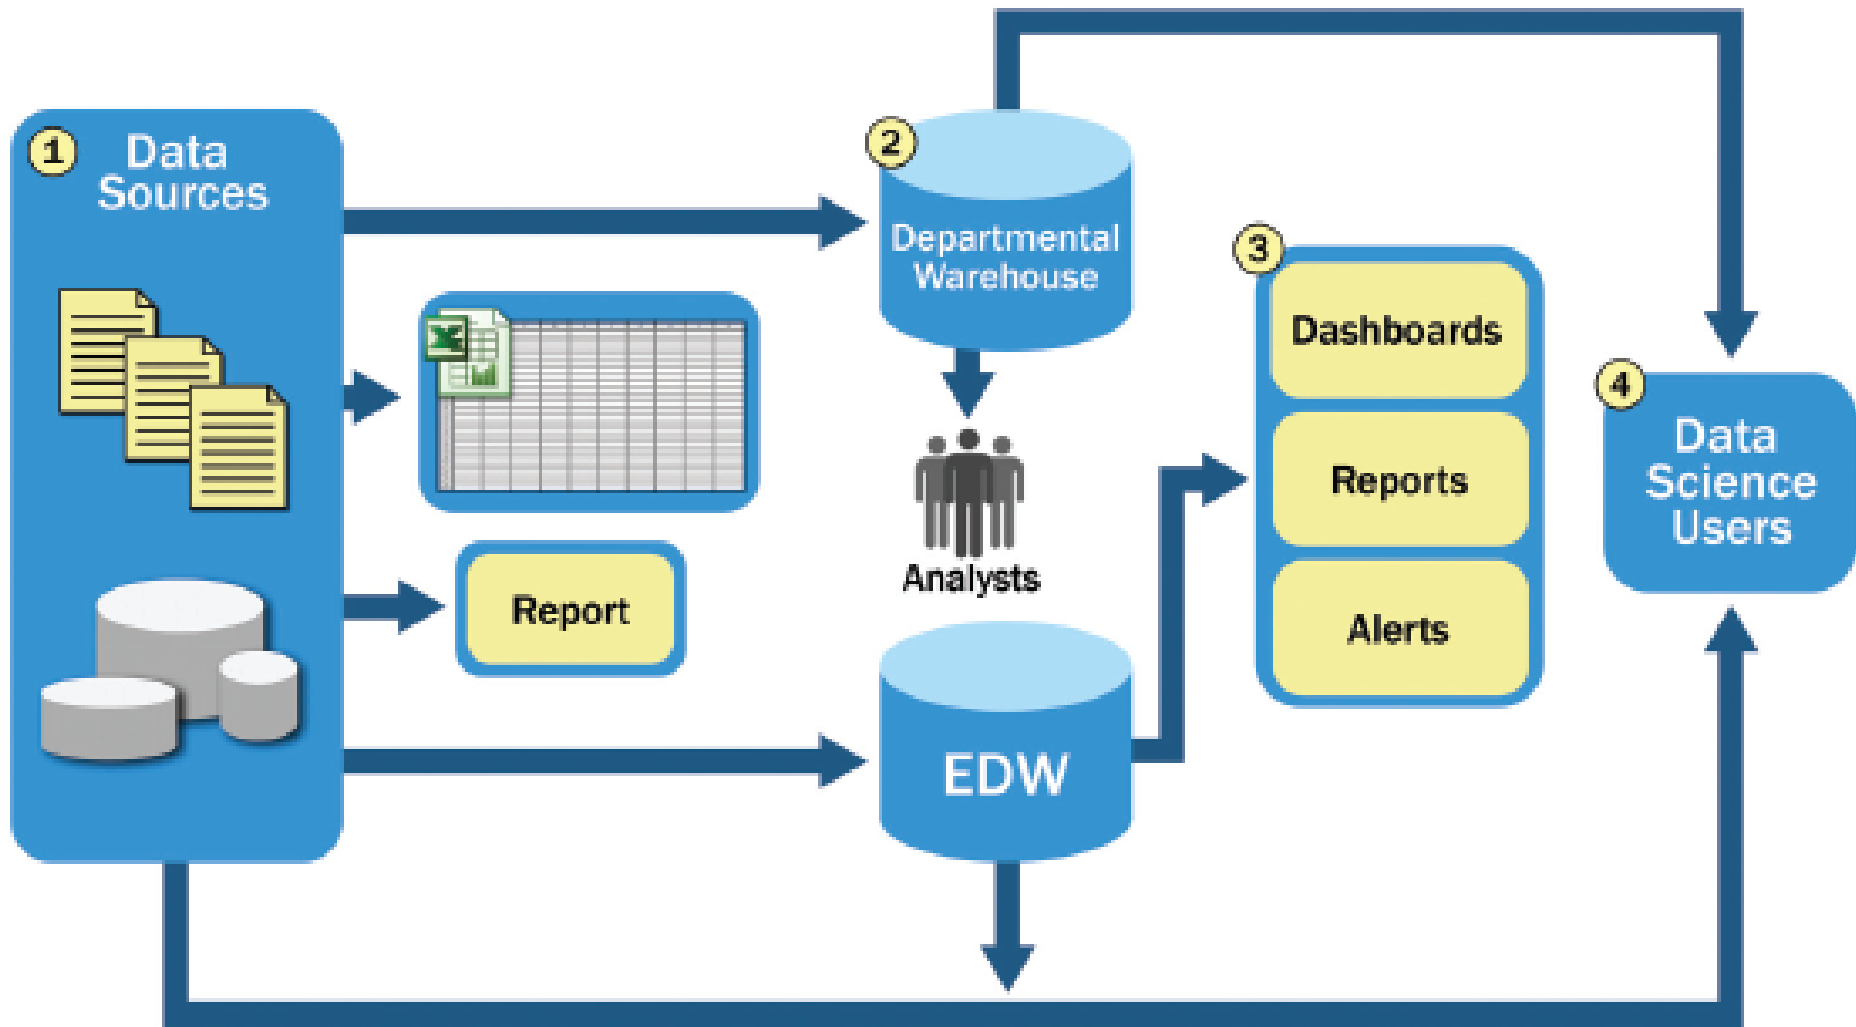 1
Data
Sources
2
Departmental
Warehouse
Analysts
Report
EDW
3
Dashboards
Reports
Alerts
4
Data
Science
Users